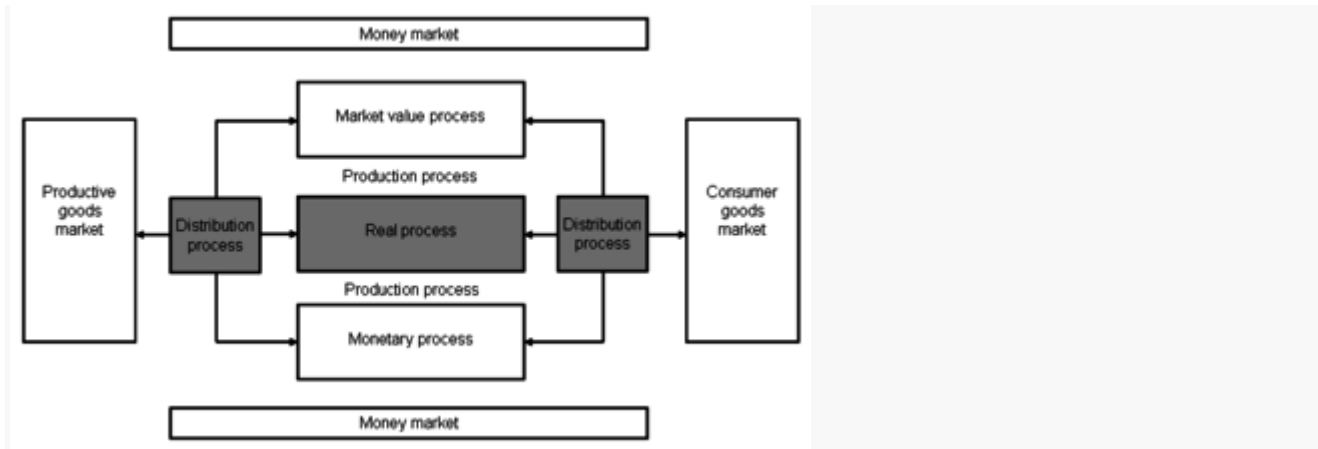 Money market
Market value process
Production process
Productive
goods
market
Distribution
process
Real process
Distribution
process
Consumer
goods
market
Production process
Monetary process
Money market